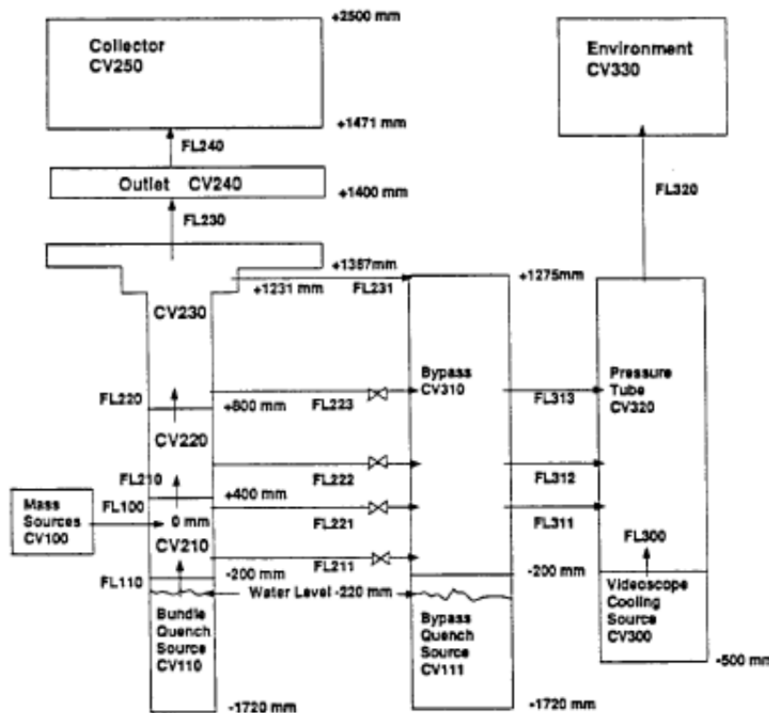 +2500 mm
Collector
CV250
Environment
CV330
+1471 mm
FL240
Outlet CV240
+1400 mm
FL320
FL230
+1367mm
+1231 mm
FL231
+1275mm
CV230
Bypass
CV310
Pressure
Tube
CV320
FL220
+800 mm
FL223
FL313
CV220
FL210
FL222
FL312
+400 mm
Mass
Sources
CV100
FL100
0 mm
FL221
FL311
CV210
FL300
FL110
-200 mm
FL211
-200 mm
Water Level -220 mm
Bundle
Quench
Source
CV110
Bypass
Quench
Source
CV111
Videoscope
Cooling
Source
CV300
-500 mm
-1720 mm
-1720 mm